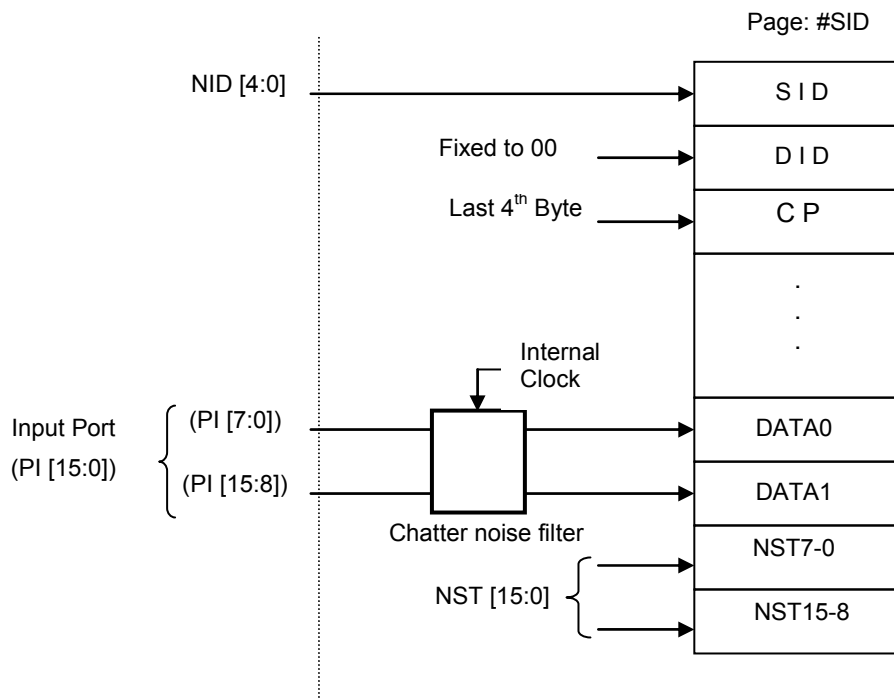 Page: #SID
NID [4:0]
S I D
Fixed to 00
D I D
Last 4th Byte
C P
.
.
.
Internal
Clock
Input Port
(PI [15:0])
(PI [7:0])
DATA0
(PI [15:8])
DATA1
Chatter noise filter
NST [15:0]
NST7-0
NST15-8